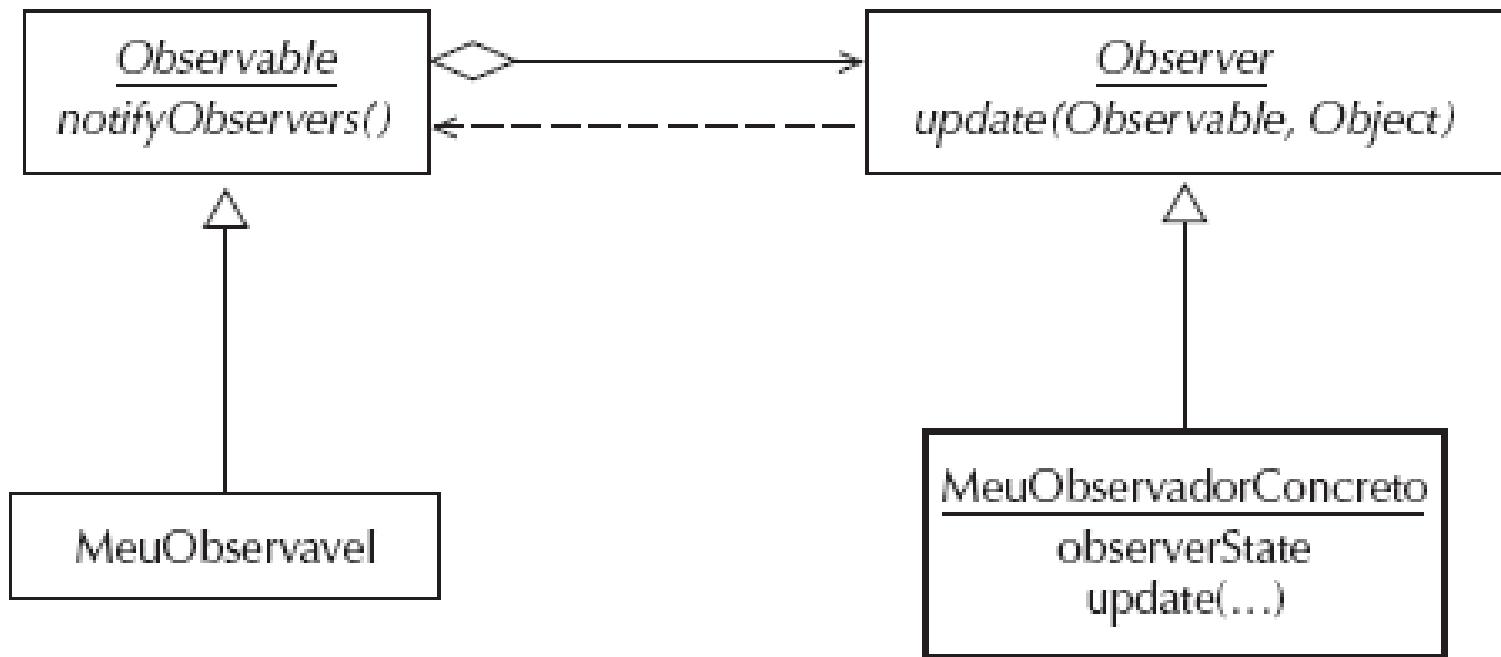 Observable
notifyObservers()
Observer
update(Observable, Object)
MeuObservavel
MeuObservadorConcreto
observerState
update(...)